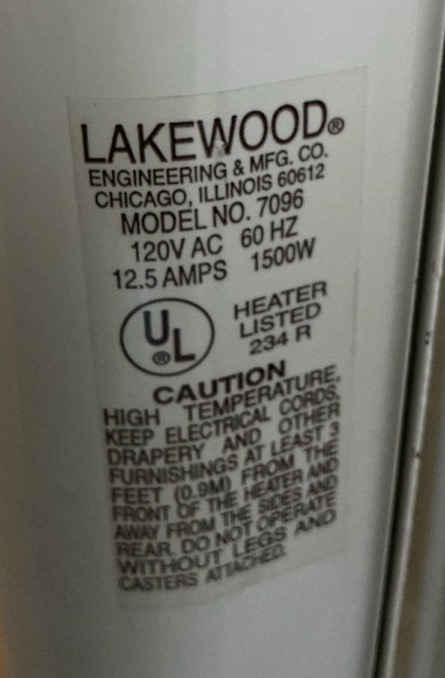 LAKEWOOD®
ENGINEERING & MFG. CO.
CHICAGO, ILLINOIS 60612
MODEL NO. 7096
120V AC 60 HZ
12.5 AMPS 1500W
UL®
HEATER
LISTED
234 R
CAUTION
HIGH TEMPERATURE,
KEEP ELECTRICAL CORDS,
DRAPERY AND OTHER
FURNISHINGS AT LEAST 3
FEET (0.9M) FROM THE
FRONT OF THE HEATER AND
AWAY FROM THE SIDES AND
REAR. DO NOT OPERATE
WITHOUT LEGS AND
CASTERS ATTACHED.